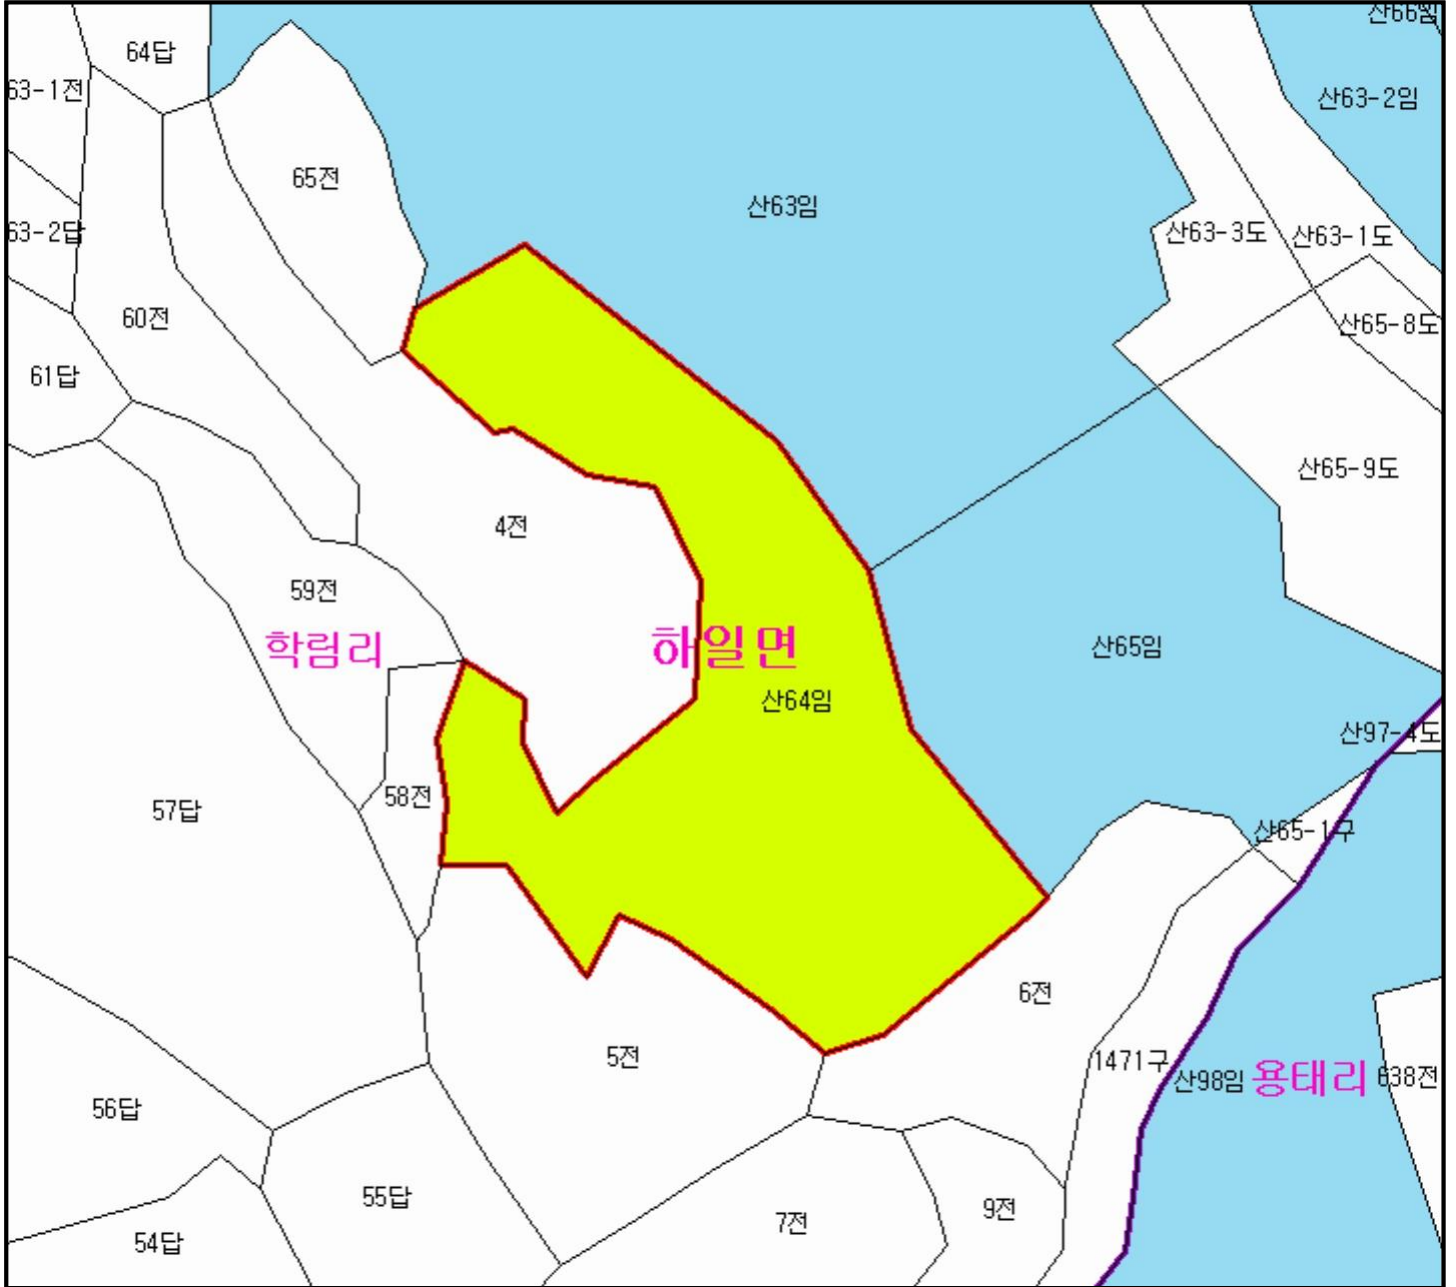 산66임
64답
63-1전
산63-2임
65전
산63임
63-2답
산63-3도
산63-1도
60전
산65-8도
61답
산65-9도
4전
59전
학림리
하일면
산65임
산64임
산97-4도
58전
57답
산65-1구
6전
5전
1471구
산98임
용태리
638전
56답
55답
9전
7전
54답